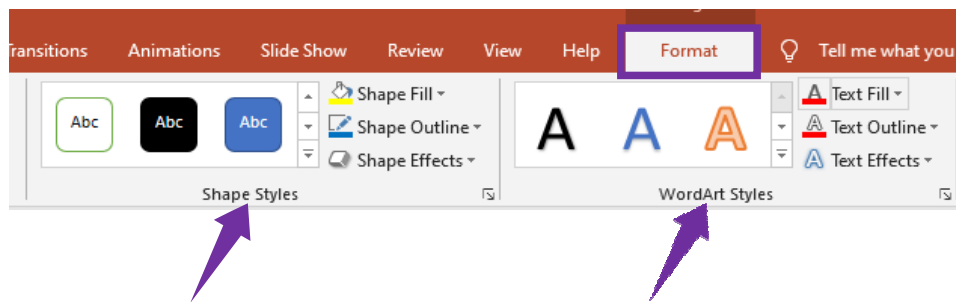 Transitions Animations Slide Show Review View Help Format Tell me what you
Abc Abc Abc Shape Fill
Shape Outline
Shape Effects
Shape Styles
A A A A Text Fill
A Text Outline
A Text Effects
WordArt Styles